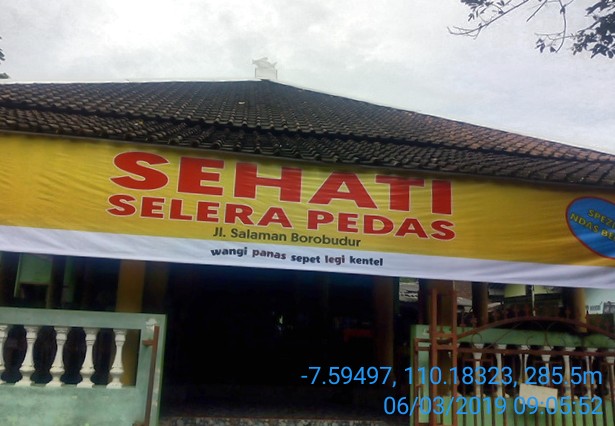 SEHATI
SELERA PEDAS
Jl. Salaman Borobudur
wangi panas sepet legi kentel
NDAS
-7.59497, 110.18323, 285.5m
06/03/2019 09:05:52